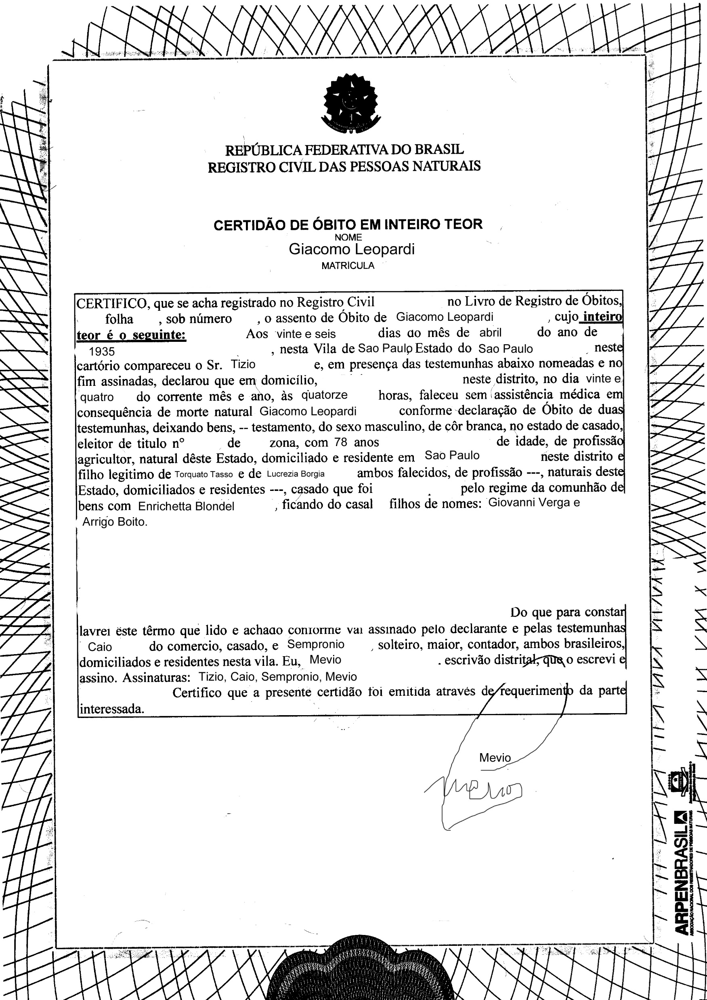 REPÚBLICA FEDERATIVA DO BRASIL
REGISTRO CIVIL DAS PESSOAS NATURAIS
CERTIDÃO DE ÓBITO EM INTEIRO TEOR
NOME
Giacomo Leopardi
MATRÍCULA
CERTIFICO, que se acha registrado no Registro Civil no Livro de Registro de Óbitos,
folha , sob número , o assento de Óbito de Giacomo Leopardi , cujo inteiro
teor é o seguinte: Aos vinte e seis dias do mês de abril do ano de
1935 , nesta Vila de Sao Paulo Estado do Sao Paulo neste
cartório compareceu o Sr. Tizio e, em presença das testemunhas abaixo nomeadas e no
fim assinadas, declarou que em domicílio, neste distrito, no dia vinte e
quatro do corrente mês e ano, às quatorze horas, faleceu sem assistência médica em
consequência de morte natural Giacomo Leopardi conforme declaração de Óbito de duas
testemunhas, deixando bens, -- testamento, do sexo masculino, de côr branca, no estado de casado,
eleitor de titulo nº de zona, com 78 anos de idade, de profissão
agricultor, natural dêste Estado, domiciliado e residente em Sao Paulo neste distrito e
filho legitimo de Torquato Tasso e de Lucrezia Borgia ambos falecidos, de profissão ---, naturais deste
Estado, domiciliados e residentes ---, casado que foi pelo regime da comunhão de
bens com Enrichetta Blondel , ficando do casal filhos de nomes: Giovanni Verga e
Arrigo Boito.
Do que para constar
lavrei êste têrmo que lido e achado conforme vai assinado pelo declarante e pelas testemunhas
Caio do comercio, casado, e Sempronio , solteiro, maior, contador, ambos brasileiros,
domiciliados e residentes nesta vila. Eu, Mevio . escrivão distrital, que o escrevi e
assino. Assinaturas: Tizio, Caio, Sempronio, Mevio
Certifico que a presente certidão foi emitida através de requerimento da parte
interessada.
Mevio
Mevio
ARPENBRASIL
ASSOCIAÇÃO NACIONAL DOS REGISTRADORES DE PESSOAS NATURAIS